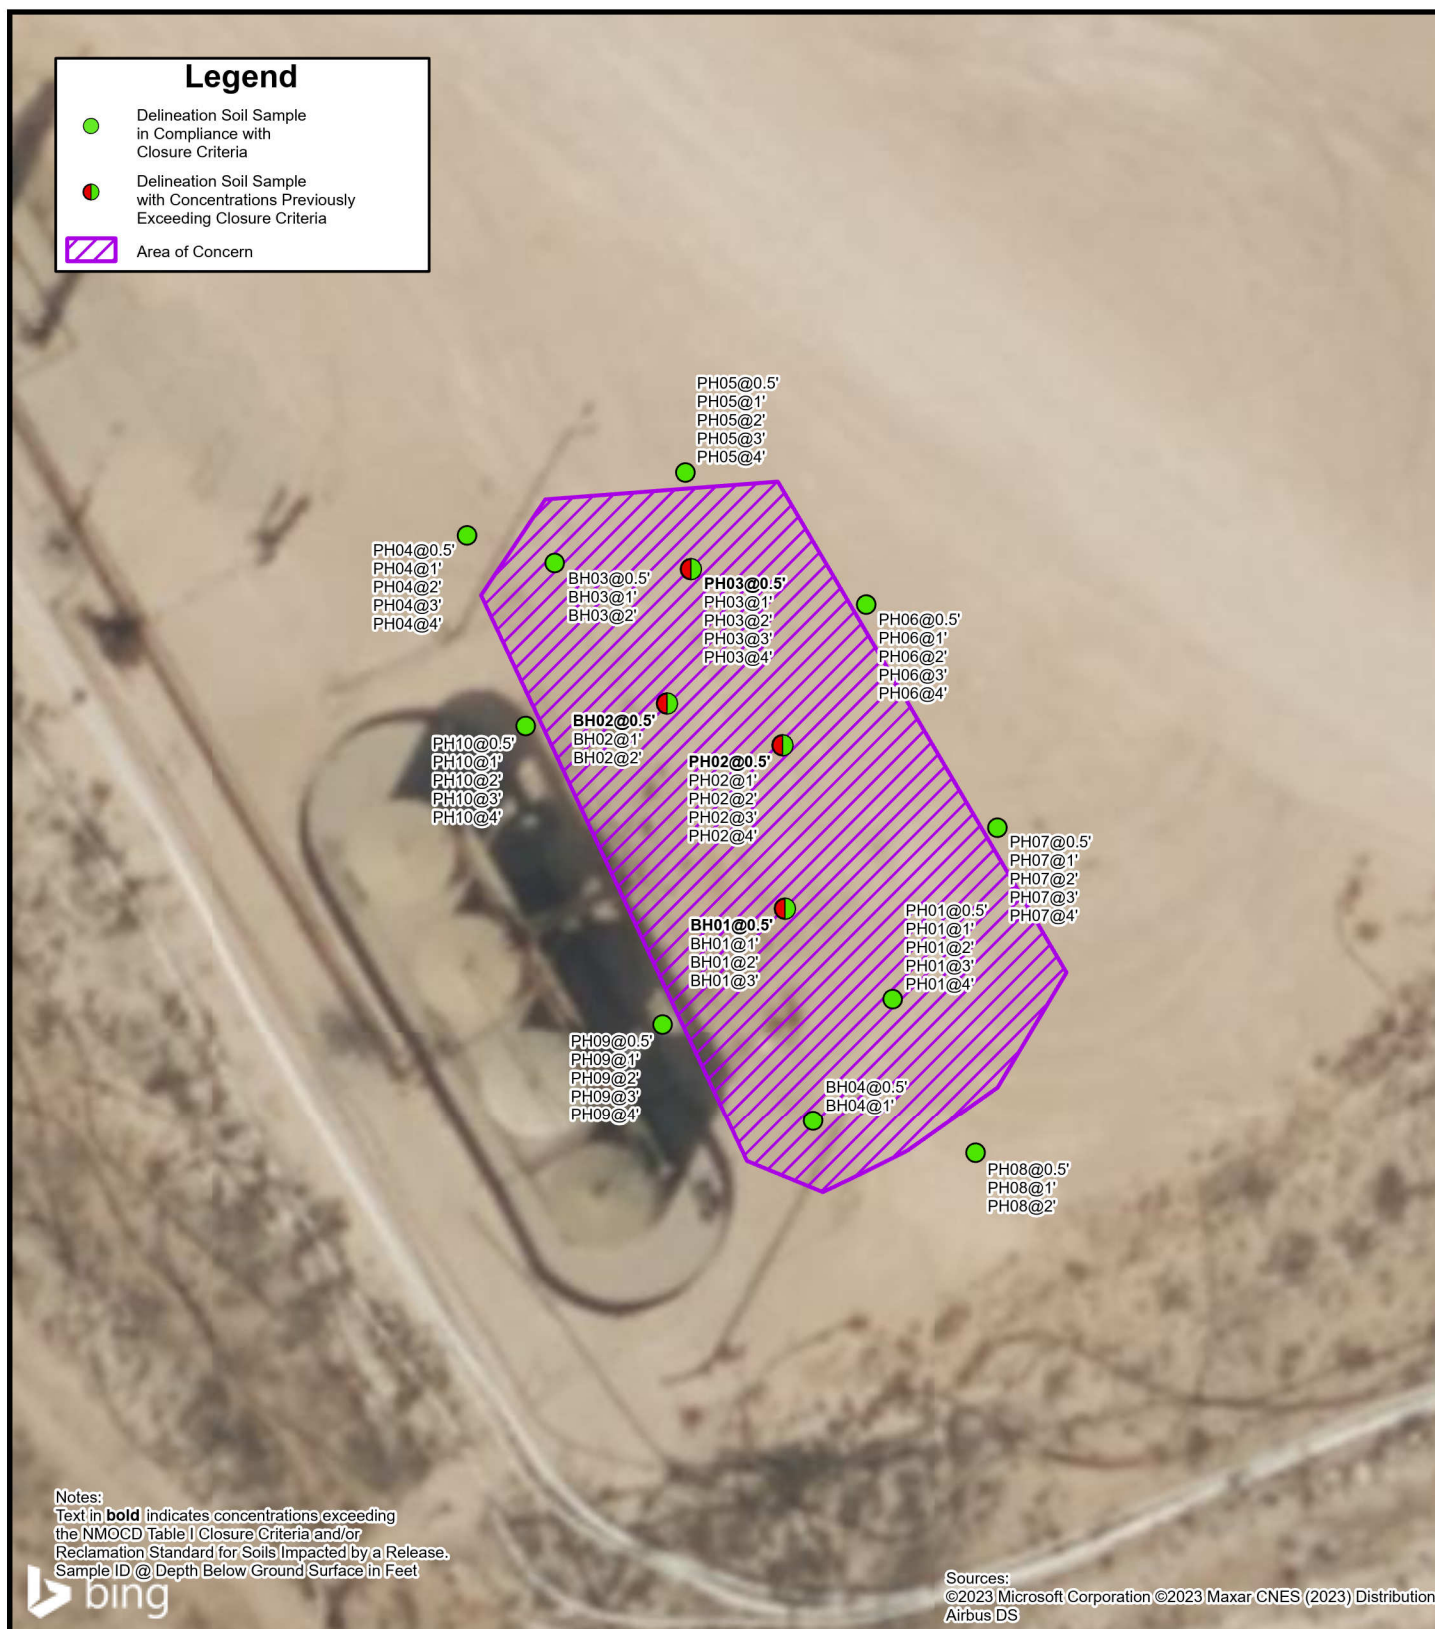 Legend
Delineation Soil Sample
in Compliance with
Closure Criteria
Delineation Soil Sample
with Concentrations Previously
Exceeding Closure Criteria
Area of Concern
PH05@0.5'
PH05@1'
PH05@2'
PH05@3'
PH05@4'
PH04@0.5'
PH04@1'
PH04@2'
PH04@3'
PH04@4'
BH03@0.5'
BH03@1'
BH03@2'
PH03@0.5'
PH03@1'
PH03@2'
PH03@3'
PH03@4'
PH06@0.5'
PH06@1'
PH06@2'
PH06@3'
PH06@4'
PH10@0.5'
PH10@1'
PH10@2'
PH10@3'
PH10@4'
BH02@0.5'
BH02@1'
BH02@2'
PH02@0.5'
PH02@1'
PH02@2'
PH02@3'
PH02@4'
PH07@0.5'
PH07@1'
PH07@2'
PH07@3'
PH07@4'
BH01@0.5'
BH01@1'
BH01@2'
BH01@3'
PH01@0.5'
PH01@1'
PH01@2'
PH01@3'
PH01@4'
PH09@0.5'
PH09@1'
PH09@2'
PH09@3'
PH09@4'
BH04@0.5'
BH04@1'
PH08@0.5'
PH08@1'
PH08@2'
Notes:
Text in bold indicates concentrations exceeding
the NMOCD Table I Closure Criteria and/or
Reclamation Standard for Soils Impacted by a Release.
Sample ID @ Depth Below Ground Surface in Feet
bing
Sources:
©2023 Microsoft Corporation ©2023 Maxar CNES (2023) Distribution
Airbus DS